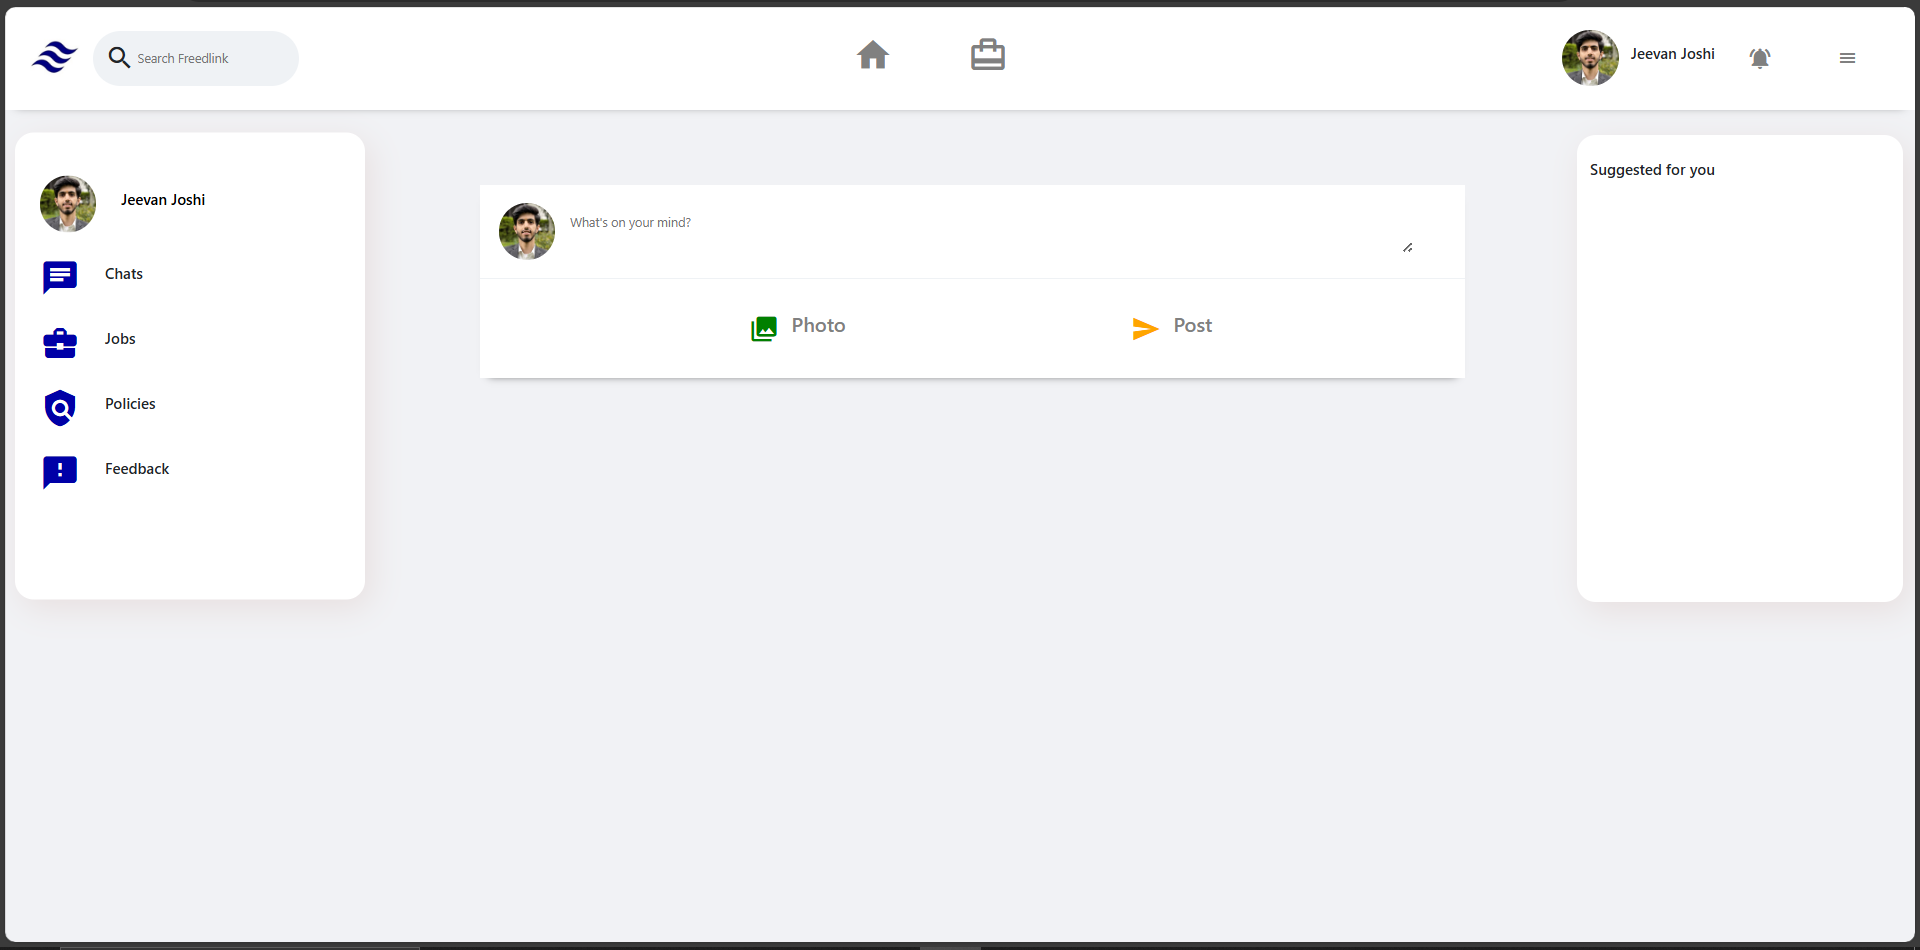 Search Freedlink
Jeevan Joshi
Jeevan Joshi
Chats
Jobs
Policies
Feedback
What's on your mind?
Photo
Post
Suggested for you